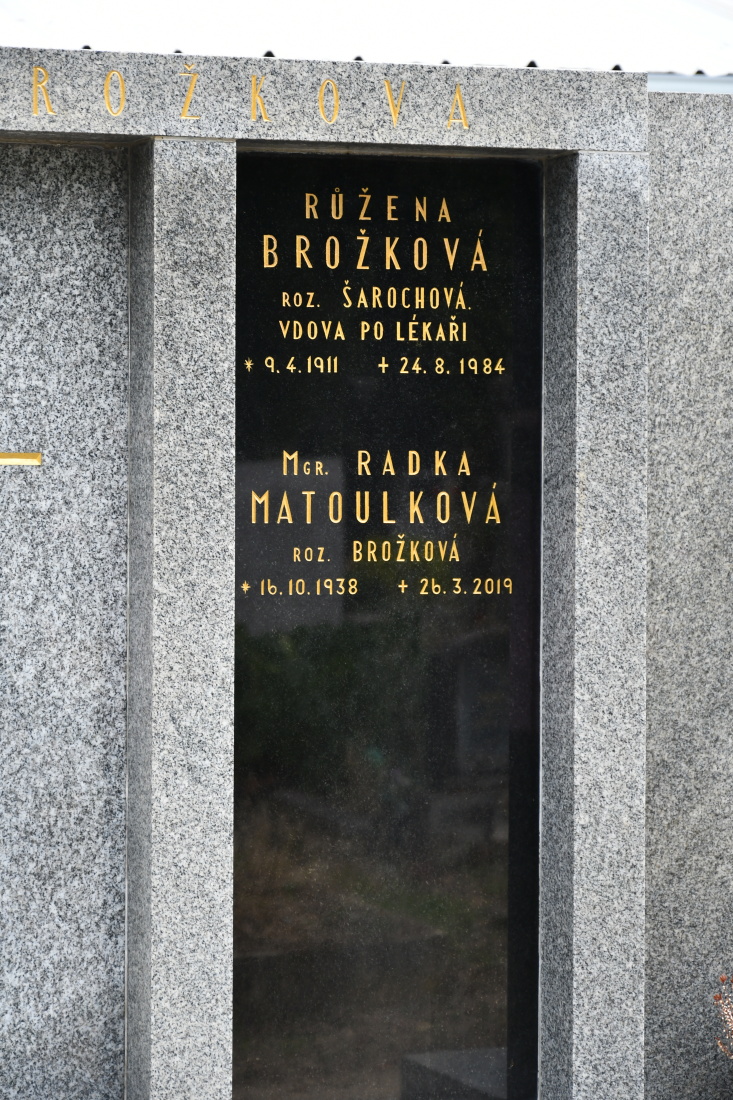 ROŽKOVA
RŮŽENA
BROŽKOVÁ
ROZ. ŠAROCHOVÁ.
VDOVA PO LÉKAŘI
* 9.4.1911 + 24.8.1984
MGR. RADKA
MATOULKOVÁ
ROZ. BROŽKOVÁ
* 16.10.1938 + 26.3.2019